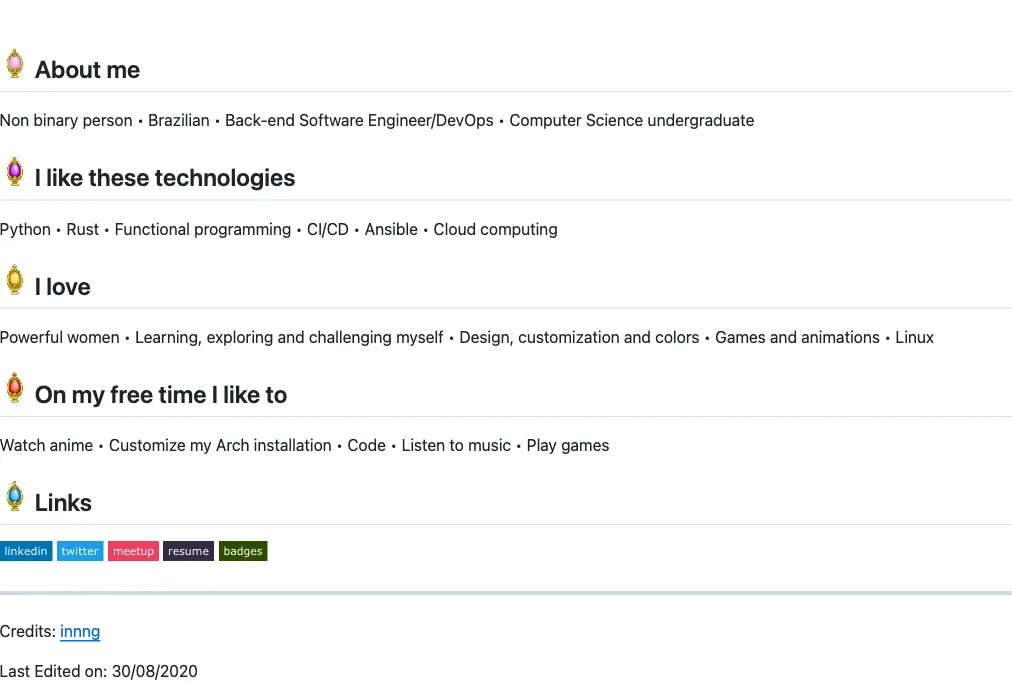 About me
Non binary person • Brazilian • Back-end Software Engineer/DevOps • Computer Science undergraduate
I like these technologies
Python • Rust • Functional programming • CI/CD • Ansible • Cloud computing
I love
Powerful women • Learning, exploring and challenging myself • Design, customization and colors • Games and animations • Linux
On my free time I like to
Watch anime • Customize my Arch installation • Code • Listen to music • Play games
Links
linkedin twitter meetup resume badges
Credits: innng
Last Edited on: 30/08/2020